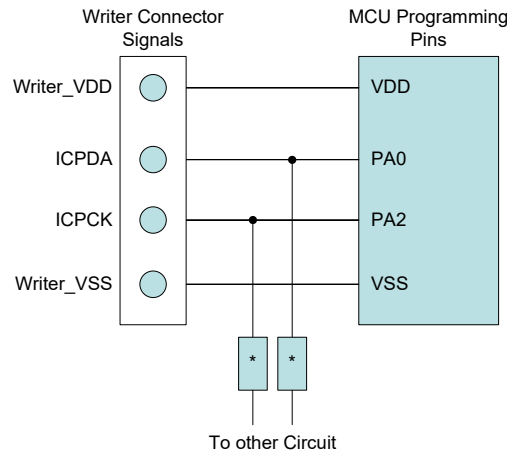 Writer Connector
Signals
MCU Programming
Pins
Writer_VDD
VDD
ICPDA
PA0
ICPCK
PA2
Writer_VSS
VSS
*
*
To other Circuit